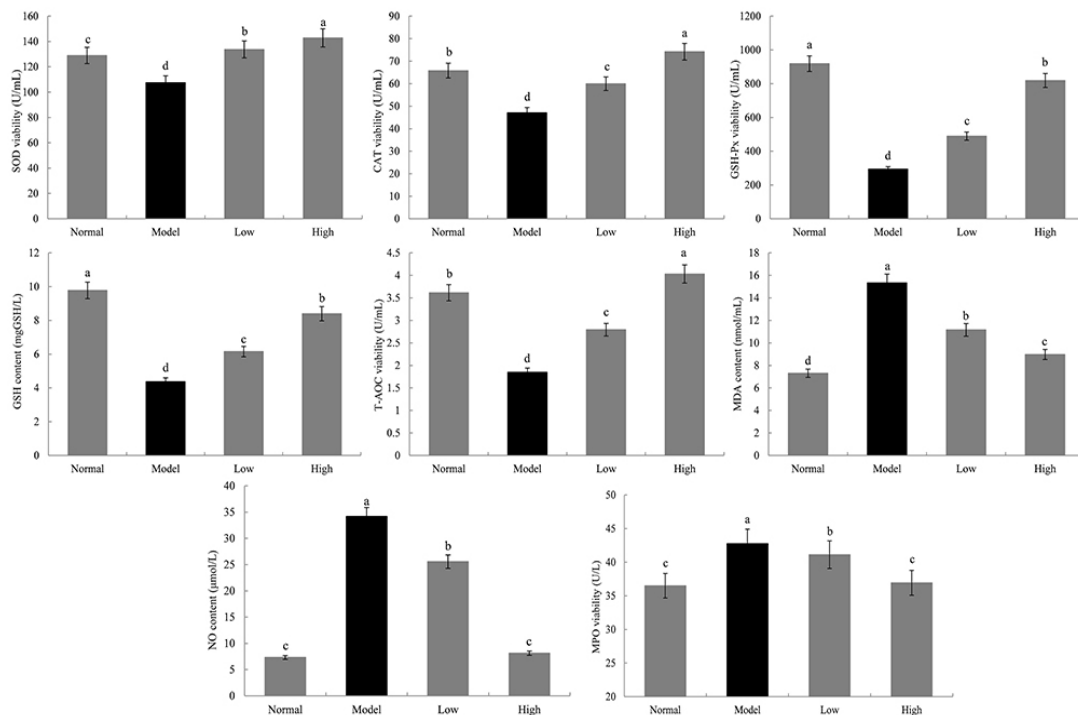 SOD viability (U/mL)
160
140
120
100
80
60
40
20
0
c
d
b
a
Normal Model Low High
CAT viability (U/mL)
90
80
70
60
50
40
30
20
10
0
b
d
c
a
Normal Model Low High
GSH-Px viability (U/mL)
1200
1000
800
600
400
200
0
a
d
c
b
Normal Model Low High
GSH content (mgGSH/L)
12
10
8
6
4
2
0
a
d
c
b
Normal Model Low High
T-AOC viability (U/mL)
4.5
4
3.5
3
2.5
2
1.5
1
0.5
0
b
d
c
a
Normal Model Low High
MDA content (nmol/mL)
18
16
14
12
10
8
6
4
2
0
d
a
b
c
Normal Model Low High
NO content (μmol/L)
40
35
30
25
20
15
10
5
0
c
a
b
c
Normal Model Low High
MPO viability (U/L)
50
45
40
35
30
25
20
c
a
b
c
Normal Model Low High